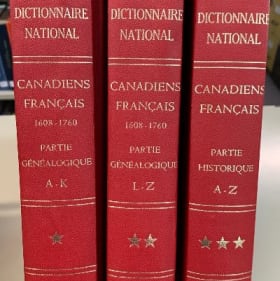 DICTIONNAIRE
NATIONAL
CANADIENS
FRANÇAIS
1608-1760
PARTIE
GÉNÉALOGIQUE
A-K
DICTIONNAIRE
NATIONAL
CANADIENS
FRANÇAIS
1608-1760
PARTIE
GÉNÉALOGIQUE
L-Z
DICTIONNAIRE
NATIONAL
CANADIENS
FRANÇAIS
PARTIE
HISTORIQUE
A-Z